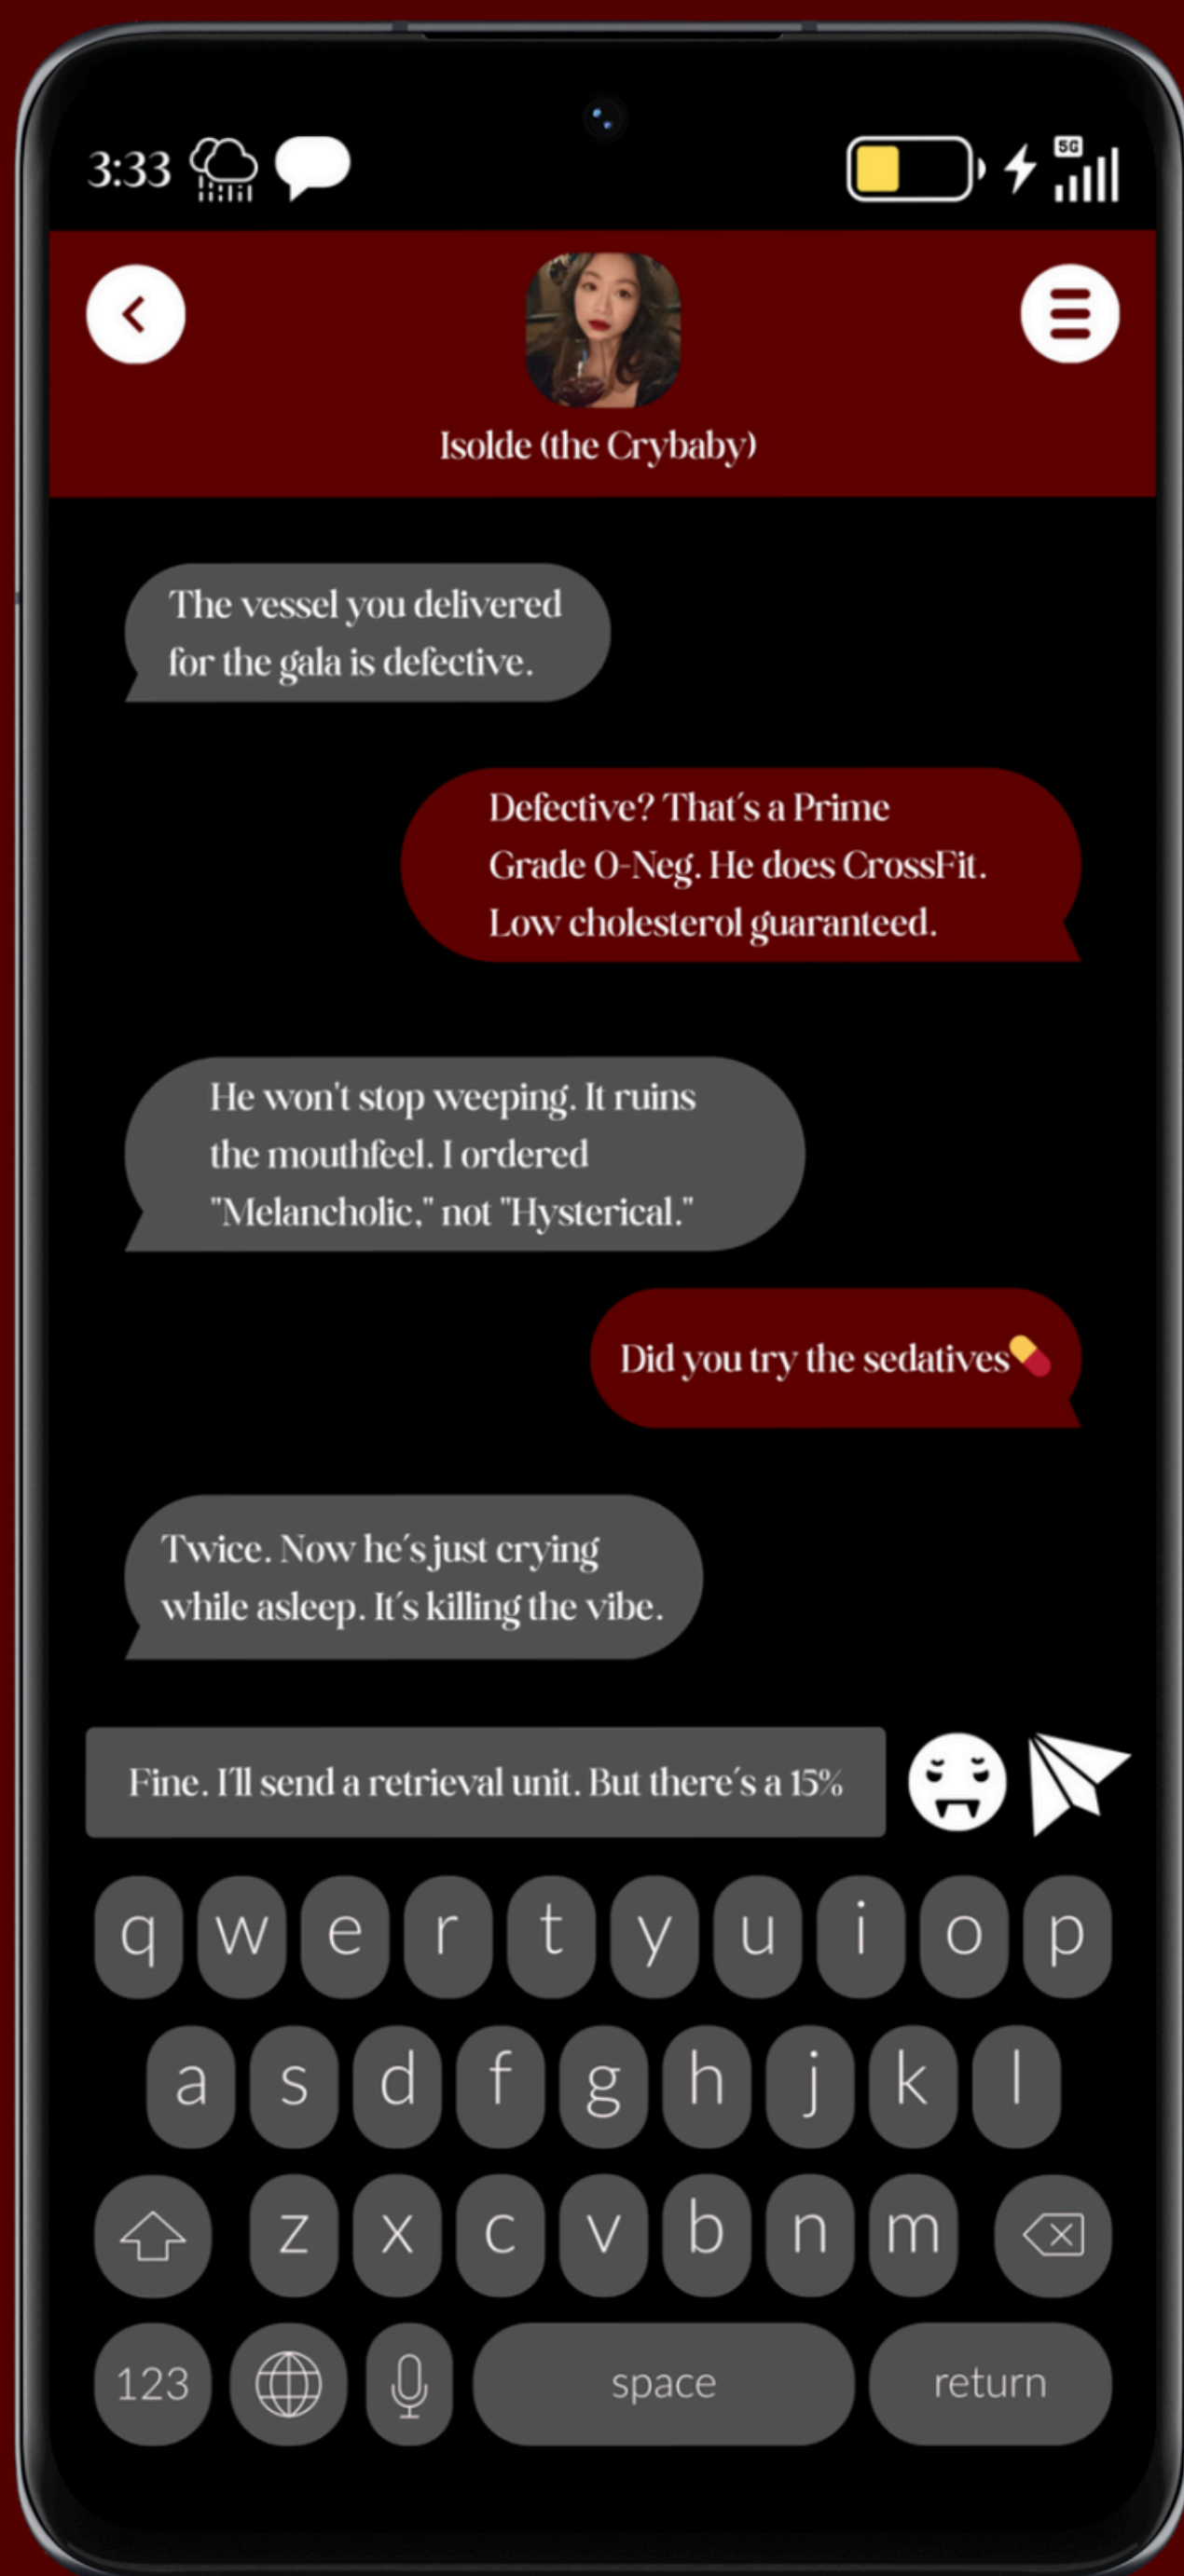 3:33
5G
Isolde (the Crybaby)
The vessel you delivered
for the gala is defective.
Defective? That´s a Prime
Grade O-Neg. He does CrossFit.
Low cholesterol guaranteed.
He won't stop weeping. It ruins
the mouthfeel. I ordered
"Melancholic," not "Hysterical."
Did you try the sedatives
Twice. Now he´s just crying
while asleep. It´s killing the vibe.
Fine. I´ll send a retrieval unit. But there´s a 15%
q w e r t y u i o p
a s d f g h j k l
z x c v b n m
123 space return